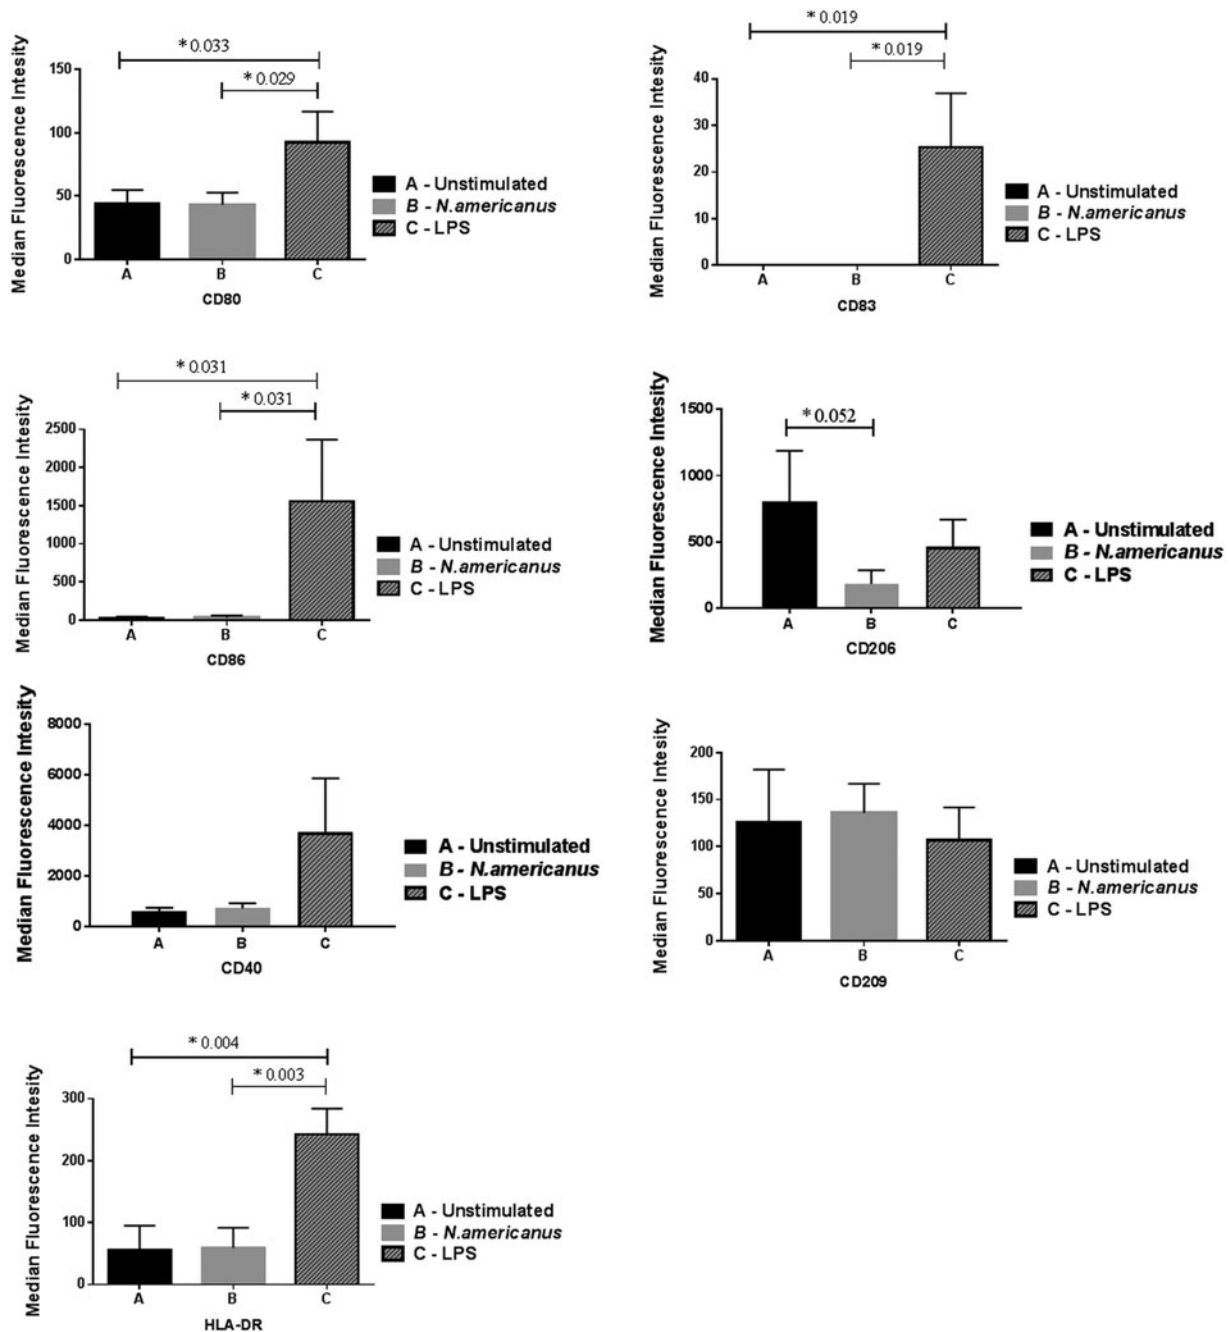 * 0.033
* 0.029
Median Fluorescence Intesity
150
100
50
0
A
B
C
CD80
A - Unstimulated
B - N.americanus
C - LPS
* 0.019
* 0.019
Median Fluorescence Intesity
40
30
20
10
0
A
B
C
CD83
A - Unstimulated
B - N.americanus
C - LPS
* 0.031
* 0.031
Median Fluorescence Intesity
2500
2000
1500
1000
500
0
A
B
C
CD86
A - Unstimulated
B - N.americanus
C - LPS
* 0.052
Median Fluorescence Intesity
1500
1000
500
0
A
B
C
CD206
A - Unstimulated
B - N.americanus
C - LPS
Median Fluorescence Intesity
8000
6000
4000
2000
0
A
B
C
CD40
A - Unstimulated
B - N.americanus
C - LPS
Median Fluorescence Intesity
200
150
100
50
0
A
B
C
CD209
A - Unstimulated
B - N.americanus
C - LPS
* 0.004
* 0.003
Median Fluorescence Intesity
300
200
100
0
A
B
C
HLA-DR
A - Unstimulated
B - N.americanus
C - LPS